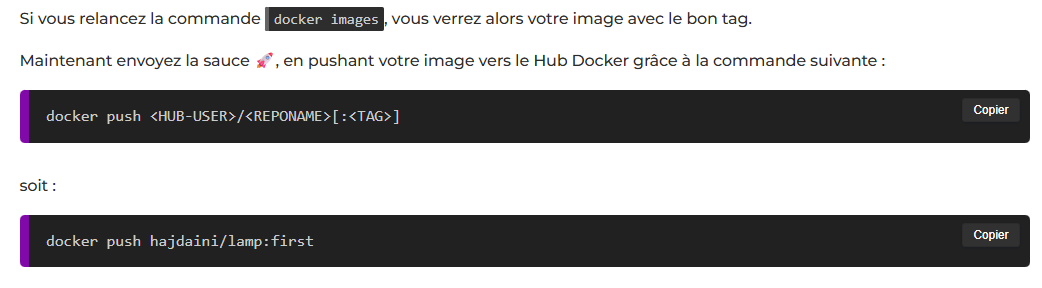 Si vous relancez la commande docker images, vous verrez alors votre image avec le bon tag.
Maintenant envoyez la sauce 🚀, en pushant votre image vers le Hub Docker grâce à la commande suivante :
docker push <HUB-USER>/<REPONAME>[:<TAG>]
Copier
soit :
docker push hajdaini/lamp:first
Copier